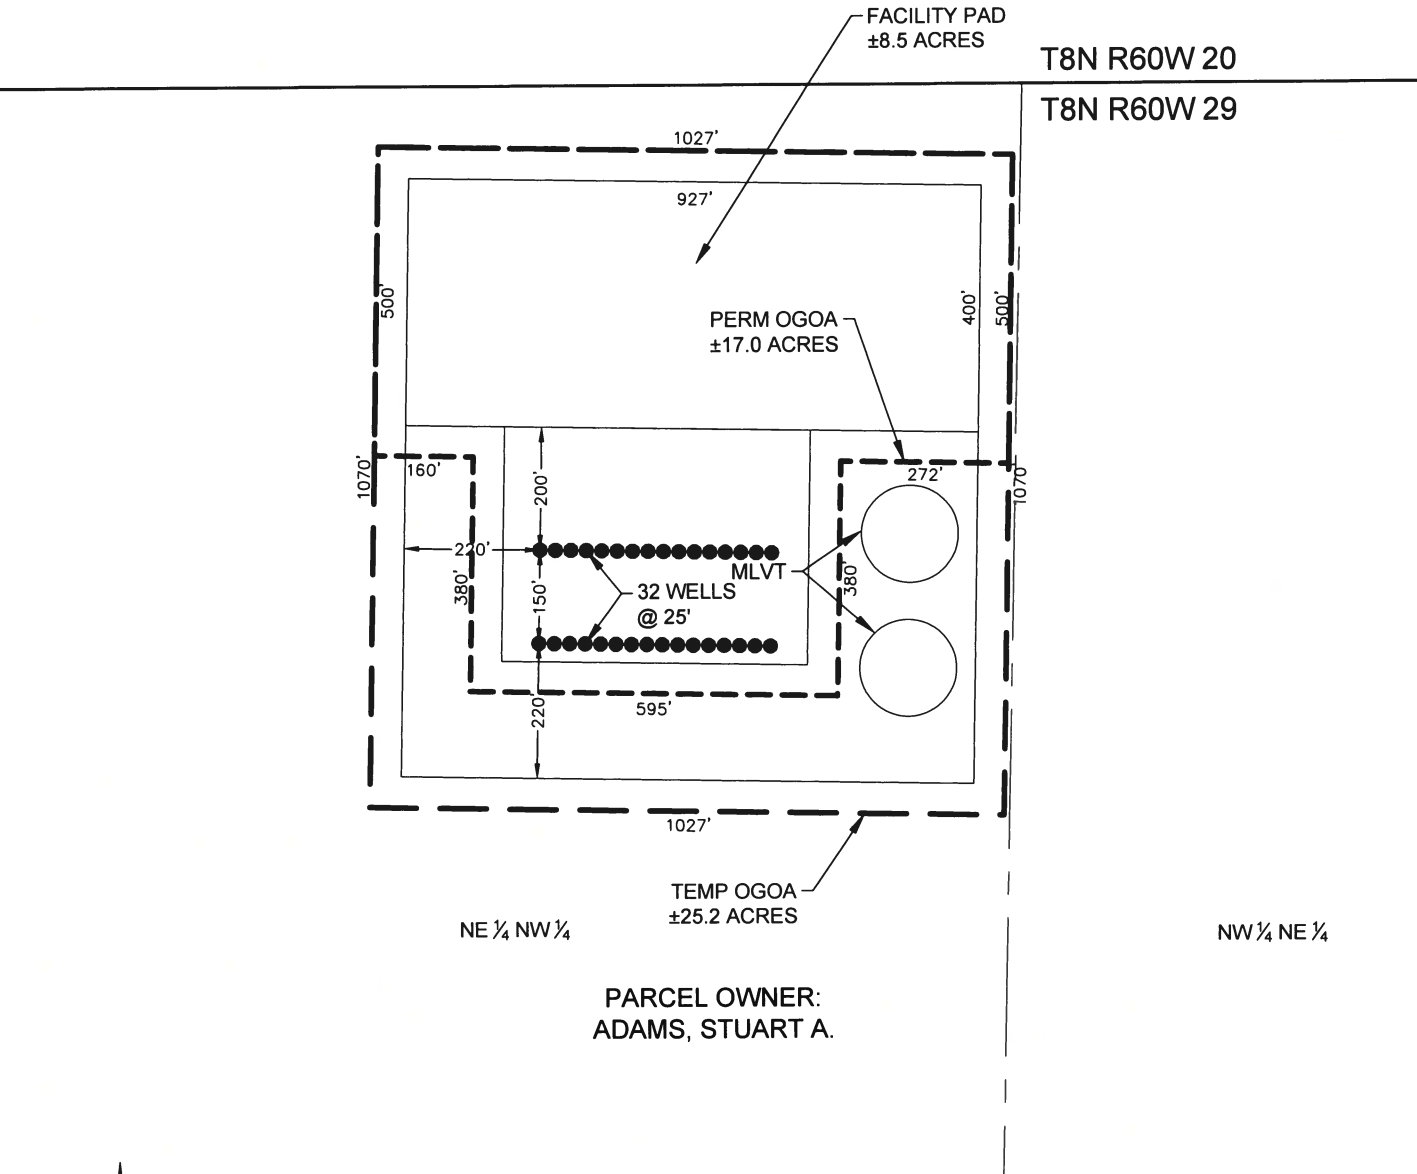 FACILITY PAD
±8.5 ACRES
T8N R60W 20
T8N R60W 29
1027'
927'
500'
400'
500'
PERM OGOA
±17.0 ACRES
1070'
160'
272'
1070'
200'
220'
MLVT
380'
150'
32 WELLS
@ 25'
380'
220'
595'
1027'
TEMP OGOA
±25.2 ACRES
NE ¼ NW ¼
NW ¼ NE ¼
PARCEL OWNER:
ADAMS, STUART A.